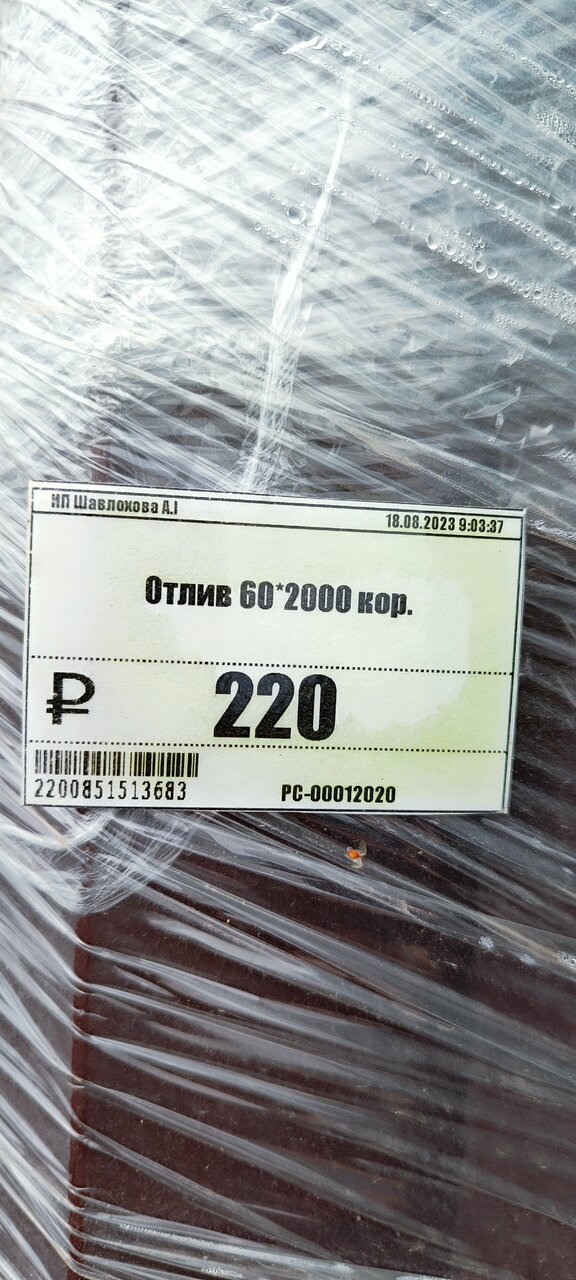 ИП Шавлохова А.I
18.08.2023 9:03:37
Отлив 60*2000 кор.
₽ 220
2200851513683
РС-00012020